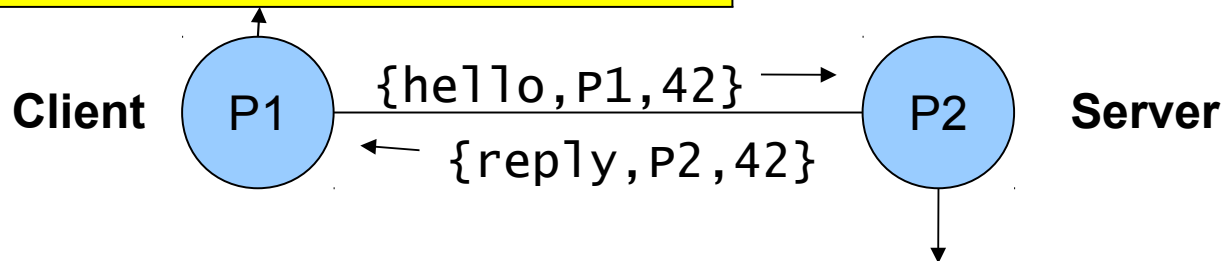 {hello,P1,42}
Client P1 P2 Server
{reply,P2,42}